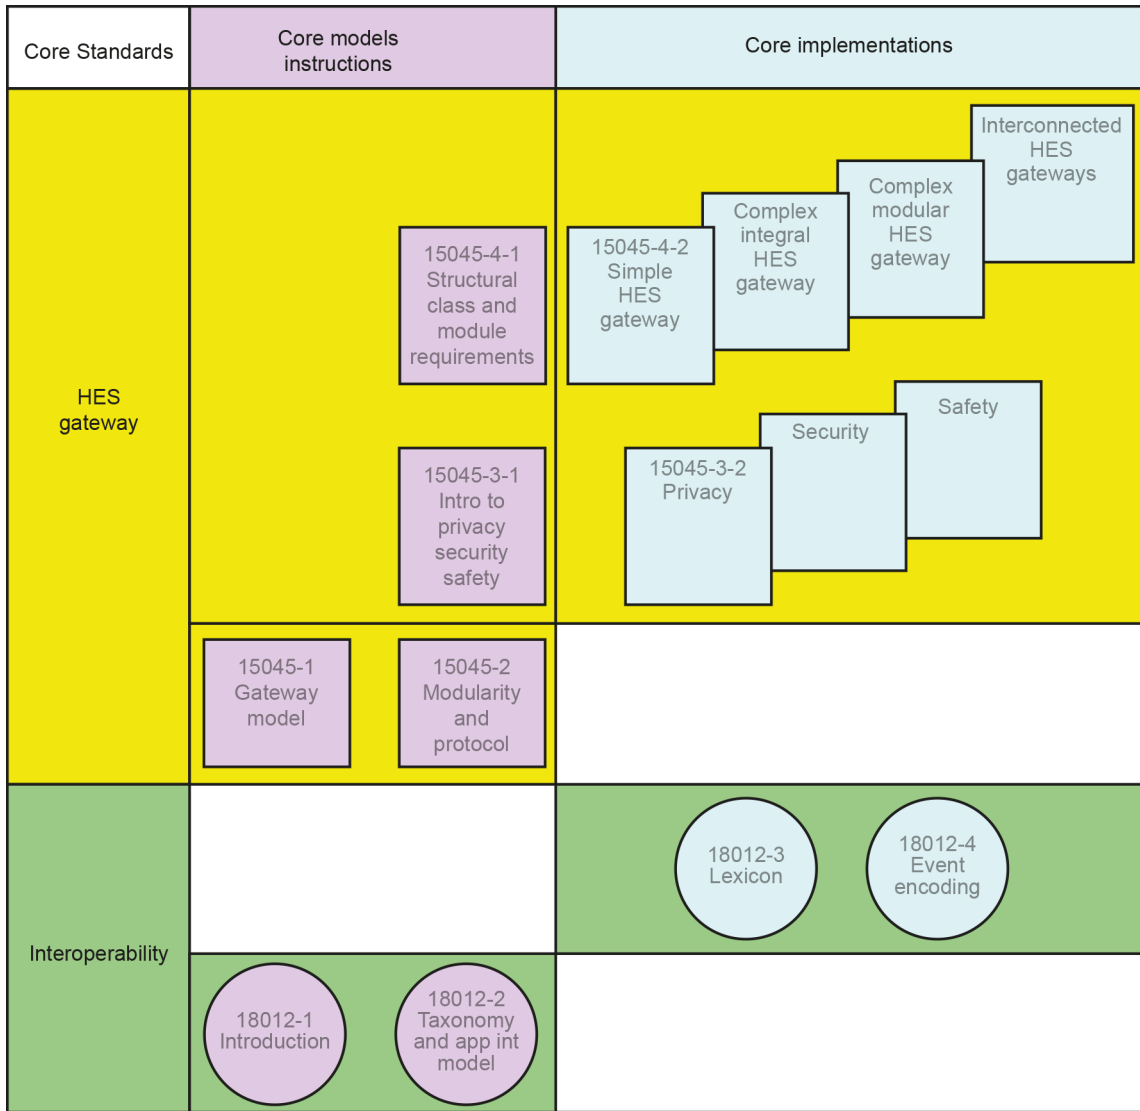 Core Standards
Core models
instructions
Core implementations
HES
gateway
15045-4-1
Structural
class and
module
requirements
15045-4-2
Simple
HES
gateway
Complex
integral
HES
gateway
Complex
modular
HES
gateway
Interconnected
HES
gateways
15045-3-1
Intro to
privacy
security
safety
15045-3-2
Privacy
Security
Safety
15045-1
Gateway
model
15045-2
Modularity
and
protocol
Interoperability
18012-3
Lexicon
18012-4
Event
encoding
18012-1
Introduction
18012-2
Taxonomy
and app int
model